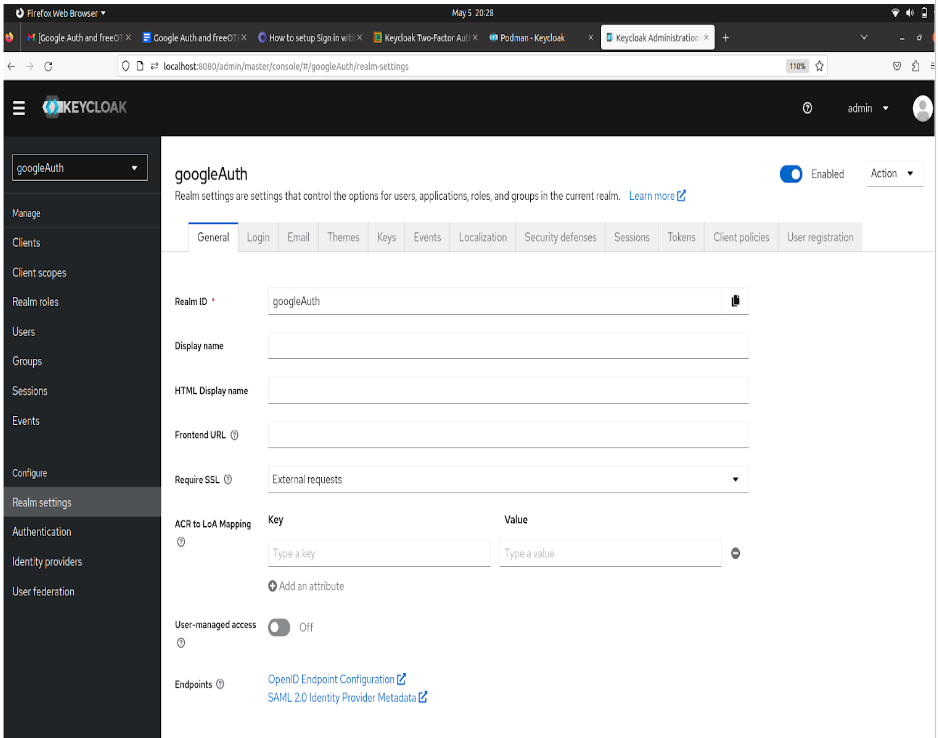 Firefox Web Browser
May 5 20:28
[Google Auth and freeOT
Google Auth and freeOT
How to setup Sign in wit
Keycloak Two-Factor Aut
Podman - Keycloak
Keycloak Administration
localhost:8080/admin/master/console/#/googleAuth/realm-settings
110%
KEYCLOAK
admin
googleAuth
Manage
Clients
Client scopes
Realm roles
Users
Groups
Sessions
Events
Configure
Realm settings
Authentication
Identity providers
User federation
googleAuth
Enabled
Action
Realm settings are settings that control the options for users, applications, roles, and groups in the current realm. Learn more
General Login Email Themes Keys Events Localization Security defenses Sessions Tokens Client policies User registration
Realm ID *
googleAuth
Display name
HTML Display name
Frontend URL
Require SSL
External requests
ACR to LoA Mapping
Key
Value
Type a key
Type a value
Add an attribute
User-managed access
Off
Endpoints
OpenID Endpoint Configuration
SAML 2.0 Identity Provider Metadata